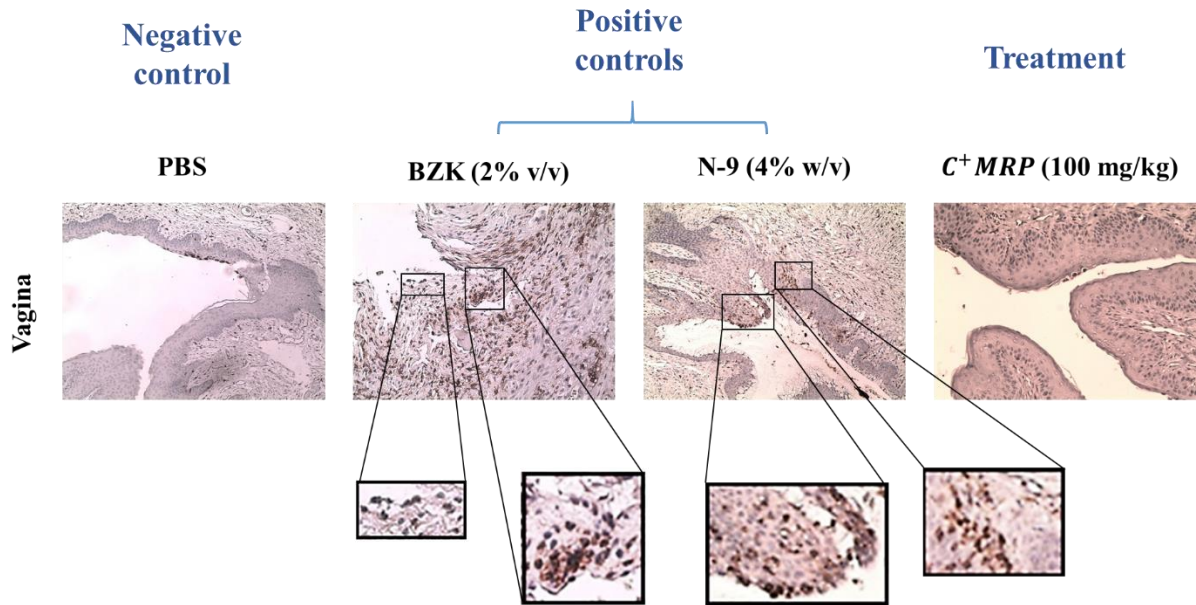 Negative
control
Positive
controls
Treatment
PBS
BZK (2% v/v)
N-9 (4% w/v)
C⁺MRP (100 mg/kg)
Vagina